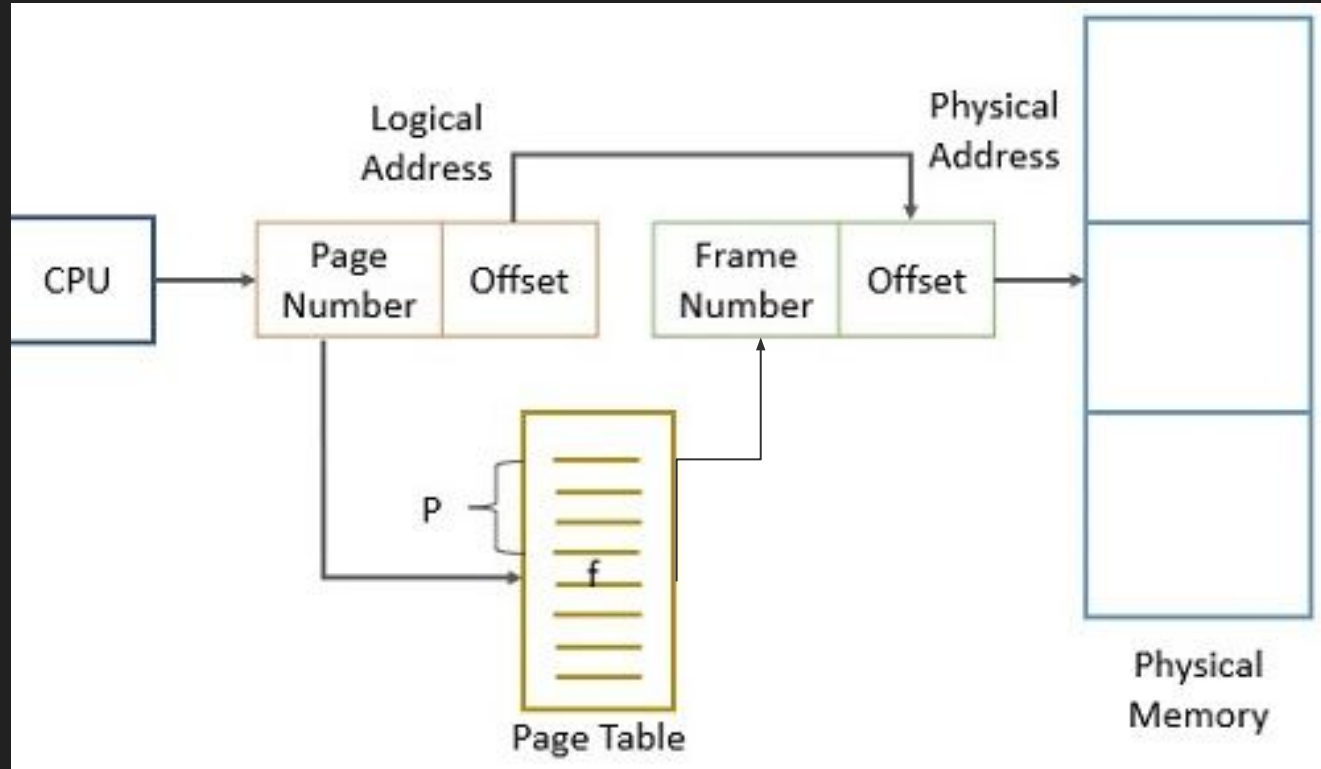 Logical
Address
Physical
Address
CPU
Page
Number
Offset
Frame
Number
Offset
P
f
Page Table
Physical
Memory